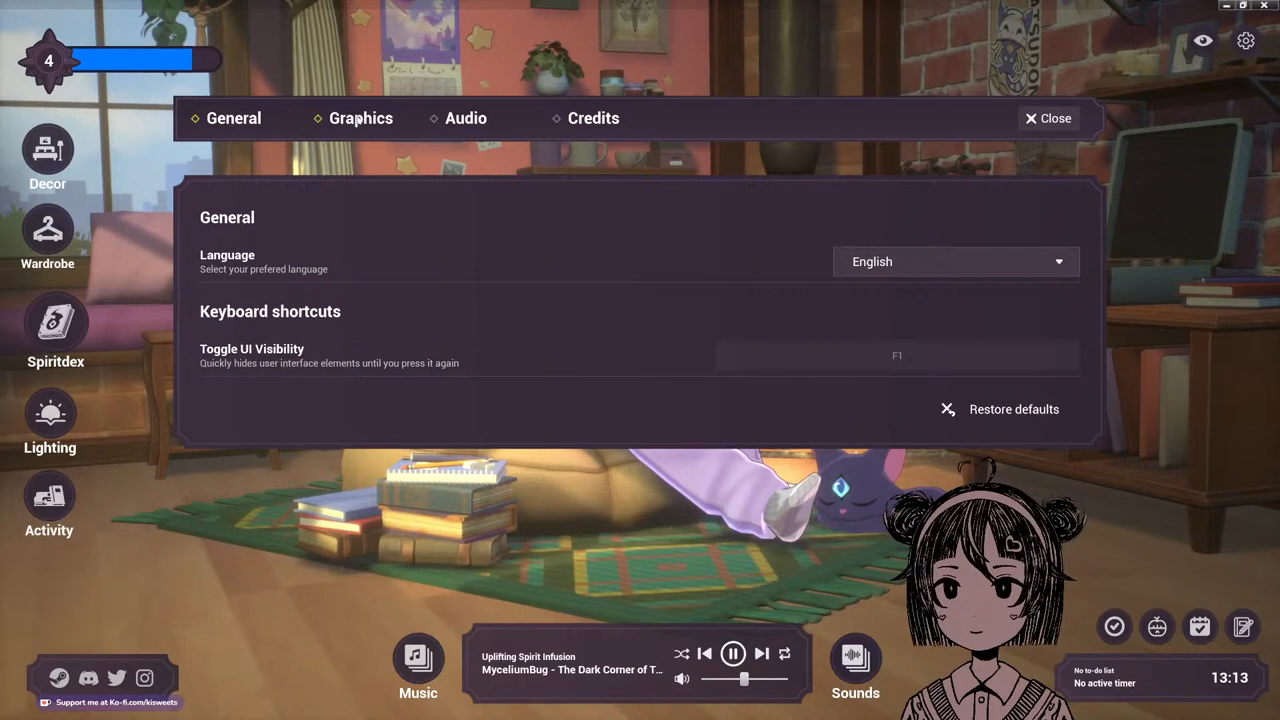 4
General
Graphics
Audio
Credits
Close
Decor
Wardrobe
Spiritdex
Lighting
Activity
General
Language
Select your prefered language
English
Keyboard shortcuts
Toggle UI Visibility
Quickly hides user interface elements until you press it again
F1
Restore defaults
Music
Uplifting Spirit Infusion
MyceliumBug - The Dark Corner of T...
Sounds
No to-do list
No active timer
13:13
Support me at Ko-fi.com/kisweets